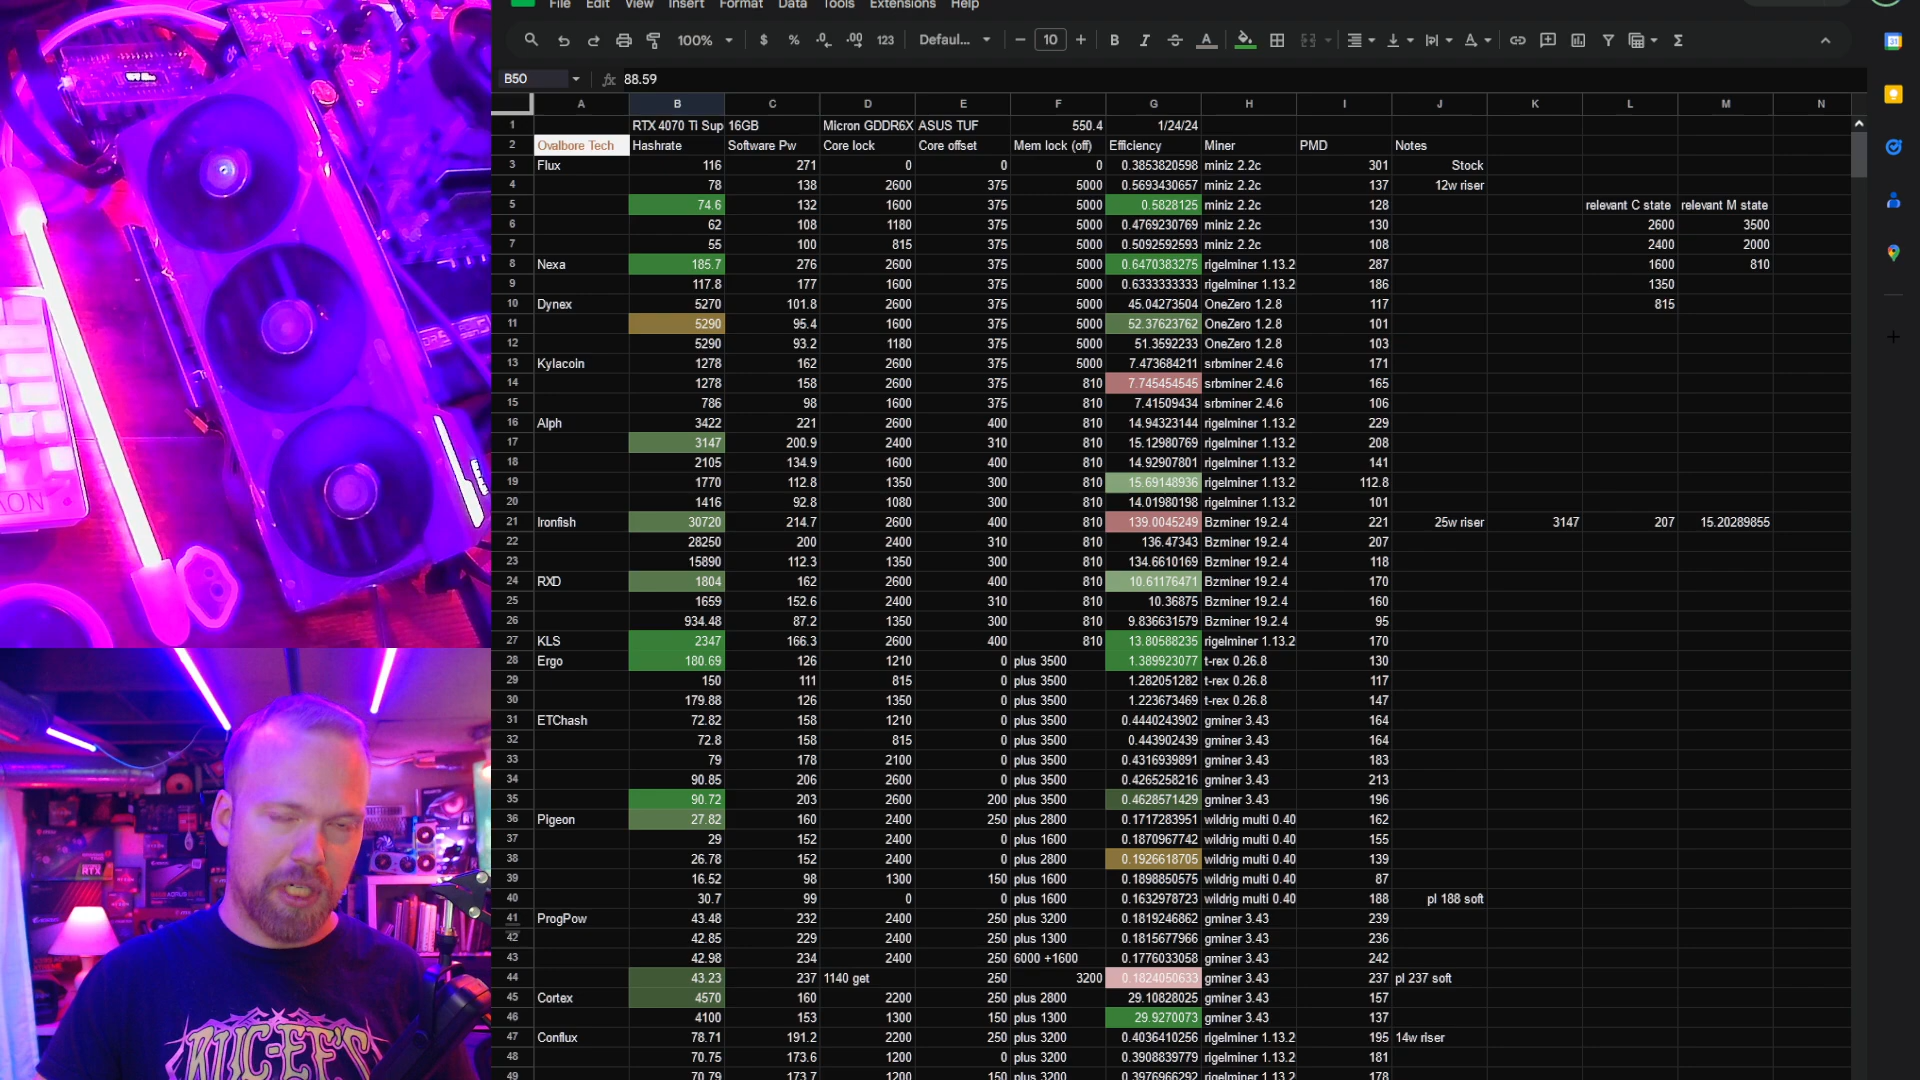 File Edit View Insert Format Data Tools Extensions Help
100% $ % .0 .00 123 Defaul... 10 B I A
B50 fx 88.59
A B C D E F G H I J K L M N
1 RTX 4070 Ti Sup 16GB Micron GDDR6X ASUS TUF 550.4 1/24/24
2 Ovalbore Tech Hashrate Software Pw Core lock Core offset Mem lock (off) Efficiency Miner PMD Notes
3 Flux 116 271 0 0 0 0.3853820598 miniz 2.2c 301 Stock
4 78 138 2600 375 5000 0.5693430657 miniz 2.2c 137 12w riser
5 74.6 132 1600 375 5000 0.5828125 miniz 2.2c 128 relevant C state relevant M state
6 62 108 1180 375 5000 0.4769230769 miniz 2.2c 130 2600 3500
7 55 100 815 375 5000 0.5092592593 miniz 2.2c 108 2400 2000
8 Nexa 185.7 276 2600 375 5000 0.6470383275 rigelminer 1.13.2 287 1600 810
9 117.8 177 1600 375 5000 0.6333333333 rigelminer 1.13.2 186 1350
10 Dynex 5270 101.8 2600 375 5000 45.04273504 OneZero 1.2.8 117 815
11 5290 95.4 1600 375 5000 52.37623762 OneZero 1.2.8 101
12 5290 93.2 1180 375 5000 51.3592233 OneZero 1.2.8 103
13 Kylacoin 1278 162 2600 375 5000 7.473684211 srbminer 2.4.6 171
14 1278 158 2600 375 810 7.745454545 srbminer 2.4.6 165
15 786 98 1600 375 810 7.41509434 srbminer 2.4.6 106
16 Alph 3422 221 2600 400 810 14.94323144 rigelminer 1.13.2 229
17 3147 200.9 2400 310 810 15.12980769 rigelminer 1.13.2 208
18 2105 134.9 1600 400 810 14.92907801 rigelminer 1.13.2 141
19 1770 112.8 1350 300 810 15.69148936 rigelminer 1.13.2 112.8
20 1416 92.8 1080 300 810 14.01980198 rigelminer 1.13.2 101
21 Ironfish 30720 214.7 2600 400 810 139.0045249 Bzminer 19.2.4 221 25w riser 3147 207 15.20289855
22 28250 200 2400 310 810 136.47343 Bzminer 19.2.4 207
23 15890 112.3 1350 300 810 134.6610169 Bzminer 19.2.4 118
24 RXD 1804 162 2600 400 810 10.61176471 Bzminer 19.2.4 170
25 1659 152.6 2400 310 810 10.36875 Bzminer 19.2.4 160
26 934.48 87.2 1350 300 810 9.836631579 Bzminer 19.2.4 95
27 KLS 2347 166.3 2600 400 810 13.80588235 rigelminer 1.13.2 170
28 Ergo 180.69 126 1210 0 plus 3500 1.389923077 t-rex 0.26.8 130
29 150 111 815 0 plus 3500 1.282051282 t-rex 0.26.8 117
30 179.88 126 1350 0 plus 3500 1.223673469 t-rex 0.26.8 147
31 ETChash 72.82 158 1210 0 plus 3500 0.4440243902 gminer 3.43 164
32 72.8 158 815 0 plus 3500 0.443902439 gminer 3.43 164
33 79 178 2100 0 plus 3500 0.4316939891 gminer 3.43 183
34 90.85 206 2600 0 plus 3500 0.4265258216 gminer 3.43 213
35 90.72 203 2600 200 plus 3500 0.4628571429 gminer 3.43 196
36 PIgeon 27.82 160 2400 250 plus 2800 0.1717283951 wildrig multi 0.40 162
37 29 152 2400 0 plus 1600 0.1870967742 wildrig multi 0.40 155
38 26.78 152 2400 0 plus 2800 0.1926618705 wildrig multi 0.40 139
39 16.52 98 1300 150 plus 1600 0.1898850575 wildrig multi 0.40 87
40 30.7 99 0 0 plus 1600 0.1632978723 wildrig multi 0.40 188 pl 188 soft
41 ProgPow 43.48 232 2400 250 plus 3200 0.1819246862 gminer 3.43 239
42 42.85 229 2400 250 plus 1300 0.1815677966 gminer 3.43 236
43 42.98 234 2400 250 6000 +1600 0.1776033058 gminer 3.43 242
44 43.23 237 1140 get 250 3200 0.1824050633 gminer 3.43 237 pl 237 soft
45 Cortex 4570 160 2200 250 plus 2800 29.10828025 gminer 3.43 157
46 4100 153 1300 150 plus 1300 29.9270073 gminer 3.43 137
47 Conflux 78.71 191.2 2200 250 plus 3200 0.4036410256 rigelminer 1.13.2 195 14w riser
48 70.75 173.6 1200 0 plus 3200 0.3908839779 rigelminer 1.13.2 181
49 70.79 173.7 1200 150 plus 3200 0.3976966292 rigelminer 1.13.2 178
BUC-EE'S
RTX